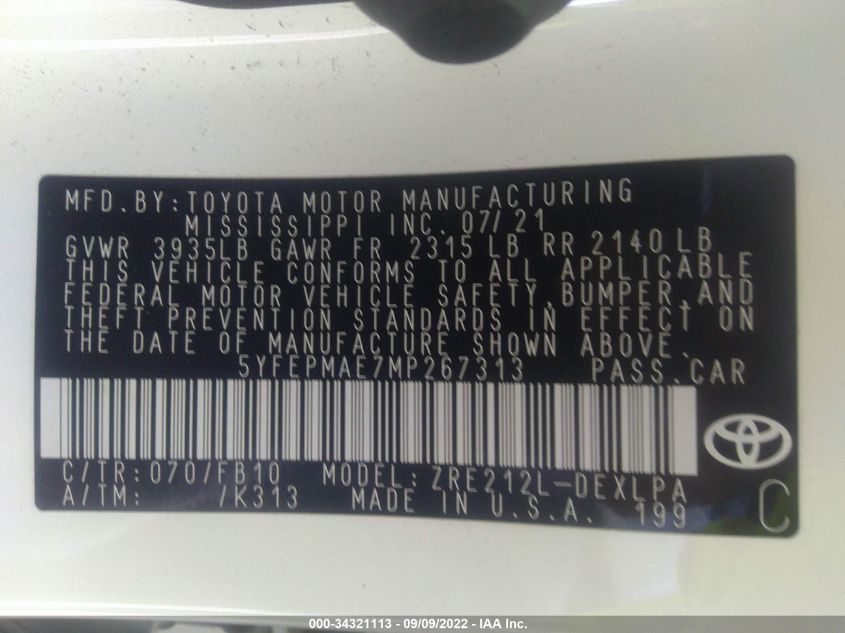 MFD.BY:TOYOTA MOTOR MANUFACTURING
MISSISSIPPI INC. 07/21
GVWR 3935LB GAWR FR 2315 LB RR 2140 LB
THIS VEHICLE CONFORMS TO ALL APPLICABLE
FEDERAL MOTOR VEHICLE SAFETY,BUMPER,AND
THEFT PREVENTION STANDARDS IN EFFECT ON
THE DATE OF MANUFACTURE SHOWN ABOVE.
5YFEPMAE7MP267313 PASS.CAR
C/TR:070/FB10 MODEL:ZRE212L-DEXLPA
A/TM: /K313 MADE IN U.S.A. 199 C
000-34321113 - 09/09/2022 - IAA Inc.